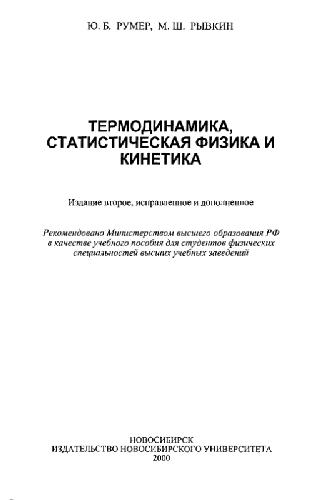 Ю. Б. РУМЕР, М. Ш. РЫВКИН
ТЕРМОДИНАМИКА,
СТАТИСТИЧЕСКАЯ ФИЗИКА И
КИНЕТИКА
Издание второе, исправленное и дополненное
Рекомендовано Министерством высшего образования РФ
в качестве учебного пособия для студентов физических
специальностей высших учебных заведений
НОВОСИБИРСК
ИЗДАТЕЛЬСТВО НОВОСИБИРСКОГО УНИВЕРСИТЕТА
2000